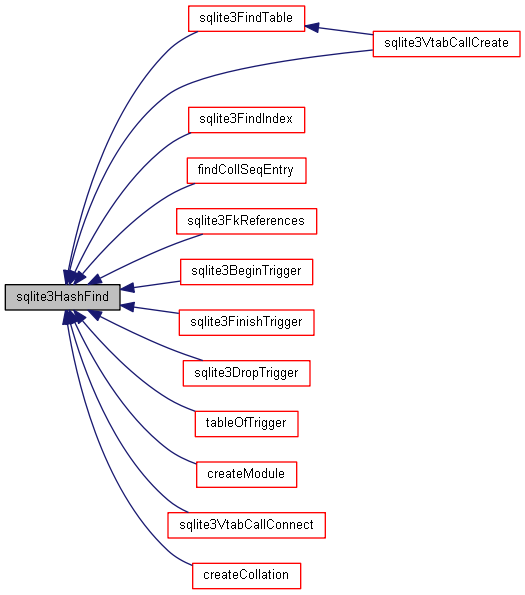 sqlite3FindTable
sqlite3VtabCallCreate
sqlite3FindIndex
findCollSeqEntry
sqlite3FkReferences
sqlite3BeginTrigger
sqlite3HashFind
sqlite3FinishTrigger
sqlite3DropTrigger
tableOfTrigger
createModule
sqlite3VtabCallConnect
createCollation